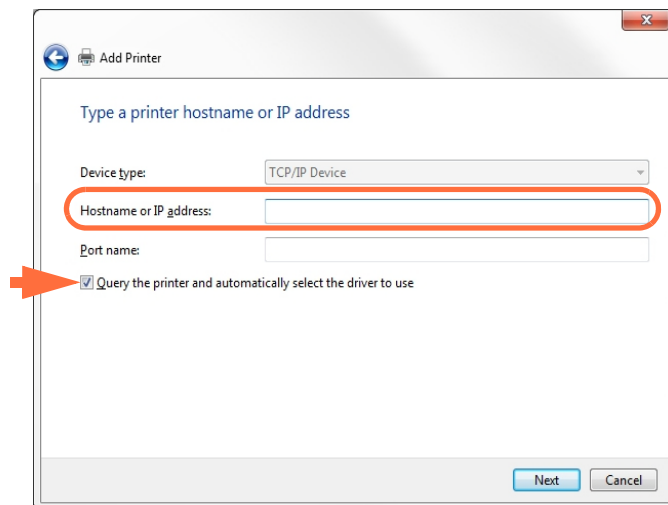 Add Printer
Type a printer hostname or IP address
Device type: TCP/IP Device
Hostname or IP address:
Port name:
Query the printer and automatically select the driver to use
Next Cancel